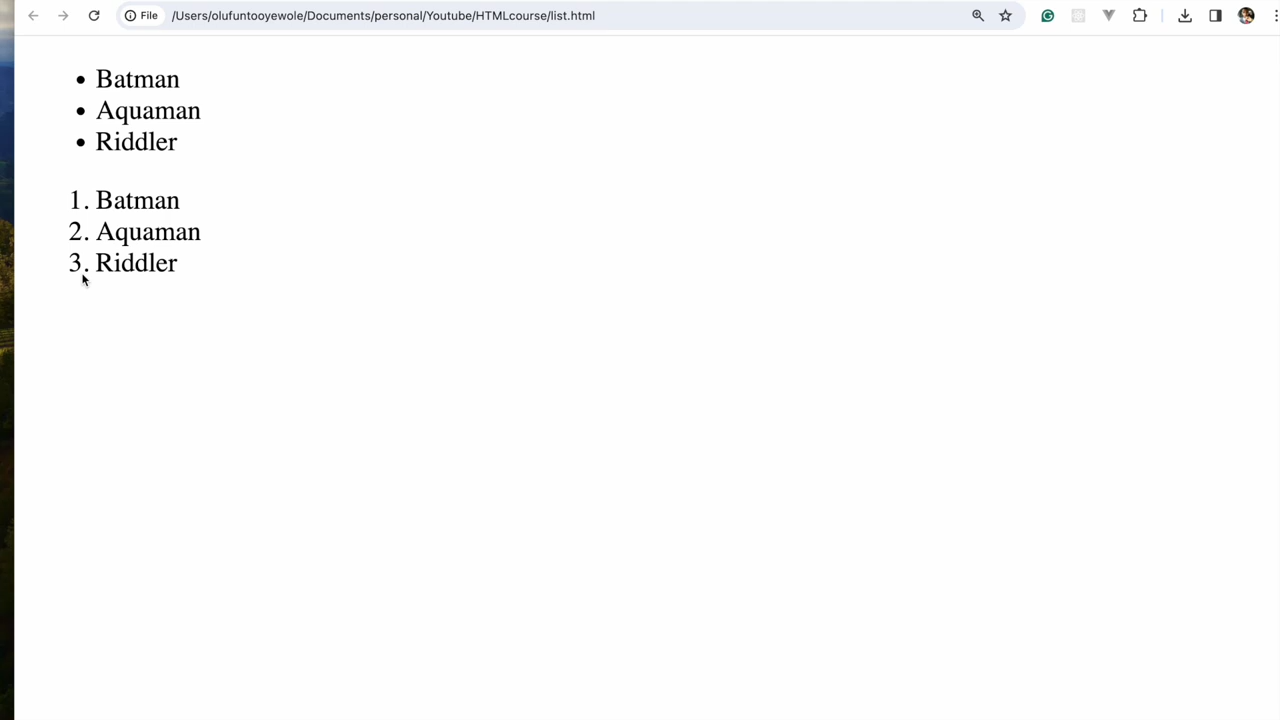 File /Users/olufuntooyewole/Documents/personal/Youtube/HTMLcourse/list.html
• Batman
• Aquaman
• Riddler
1. Batman
2. Aquaman
3. Riddler